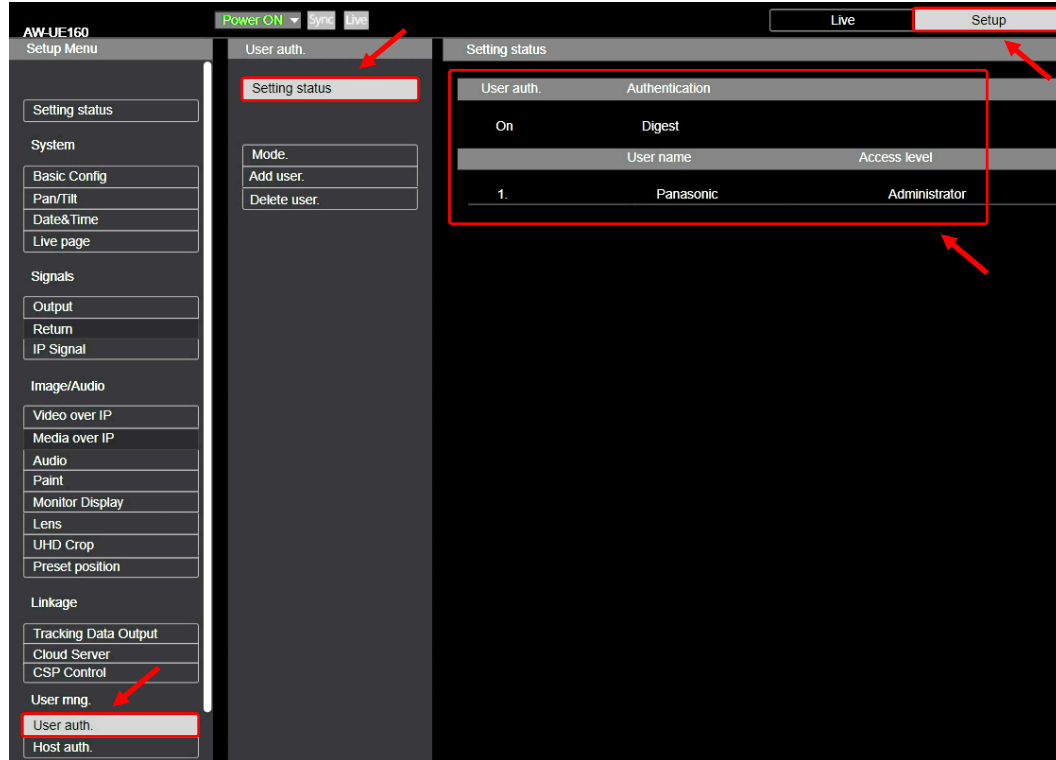 AW-UE160
Power ON Sync Live
Live Setup
Setup Menu
Setting status
System
Basic Config
Pan/Tilt
Date&Time
Live page
Signals
Output
Return
IP Signal
Image/Audio
Video over IP
Media over IP
Audio
Paint
Monitor Display
Lens
UHD Crop
Preset position
Linkage
Tracking Data Output
Cloud Server
CSP Control
User mng.
User auth.
Host auth.
User auth.
Setting status
Mode.
Add user.
Delete user.
Setting status
User auth. Authentication
On Digest
User name Access level
1. Panasonic Administrator